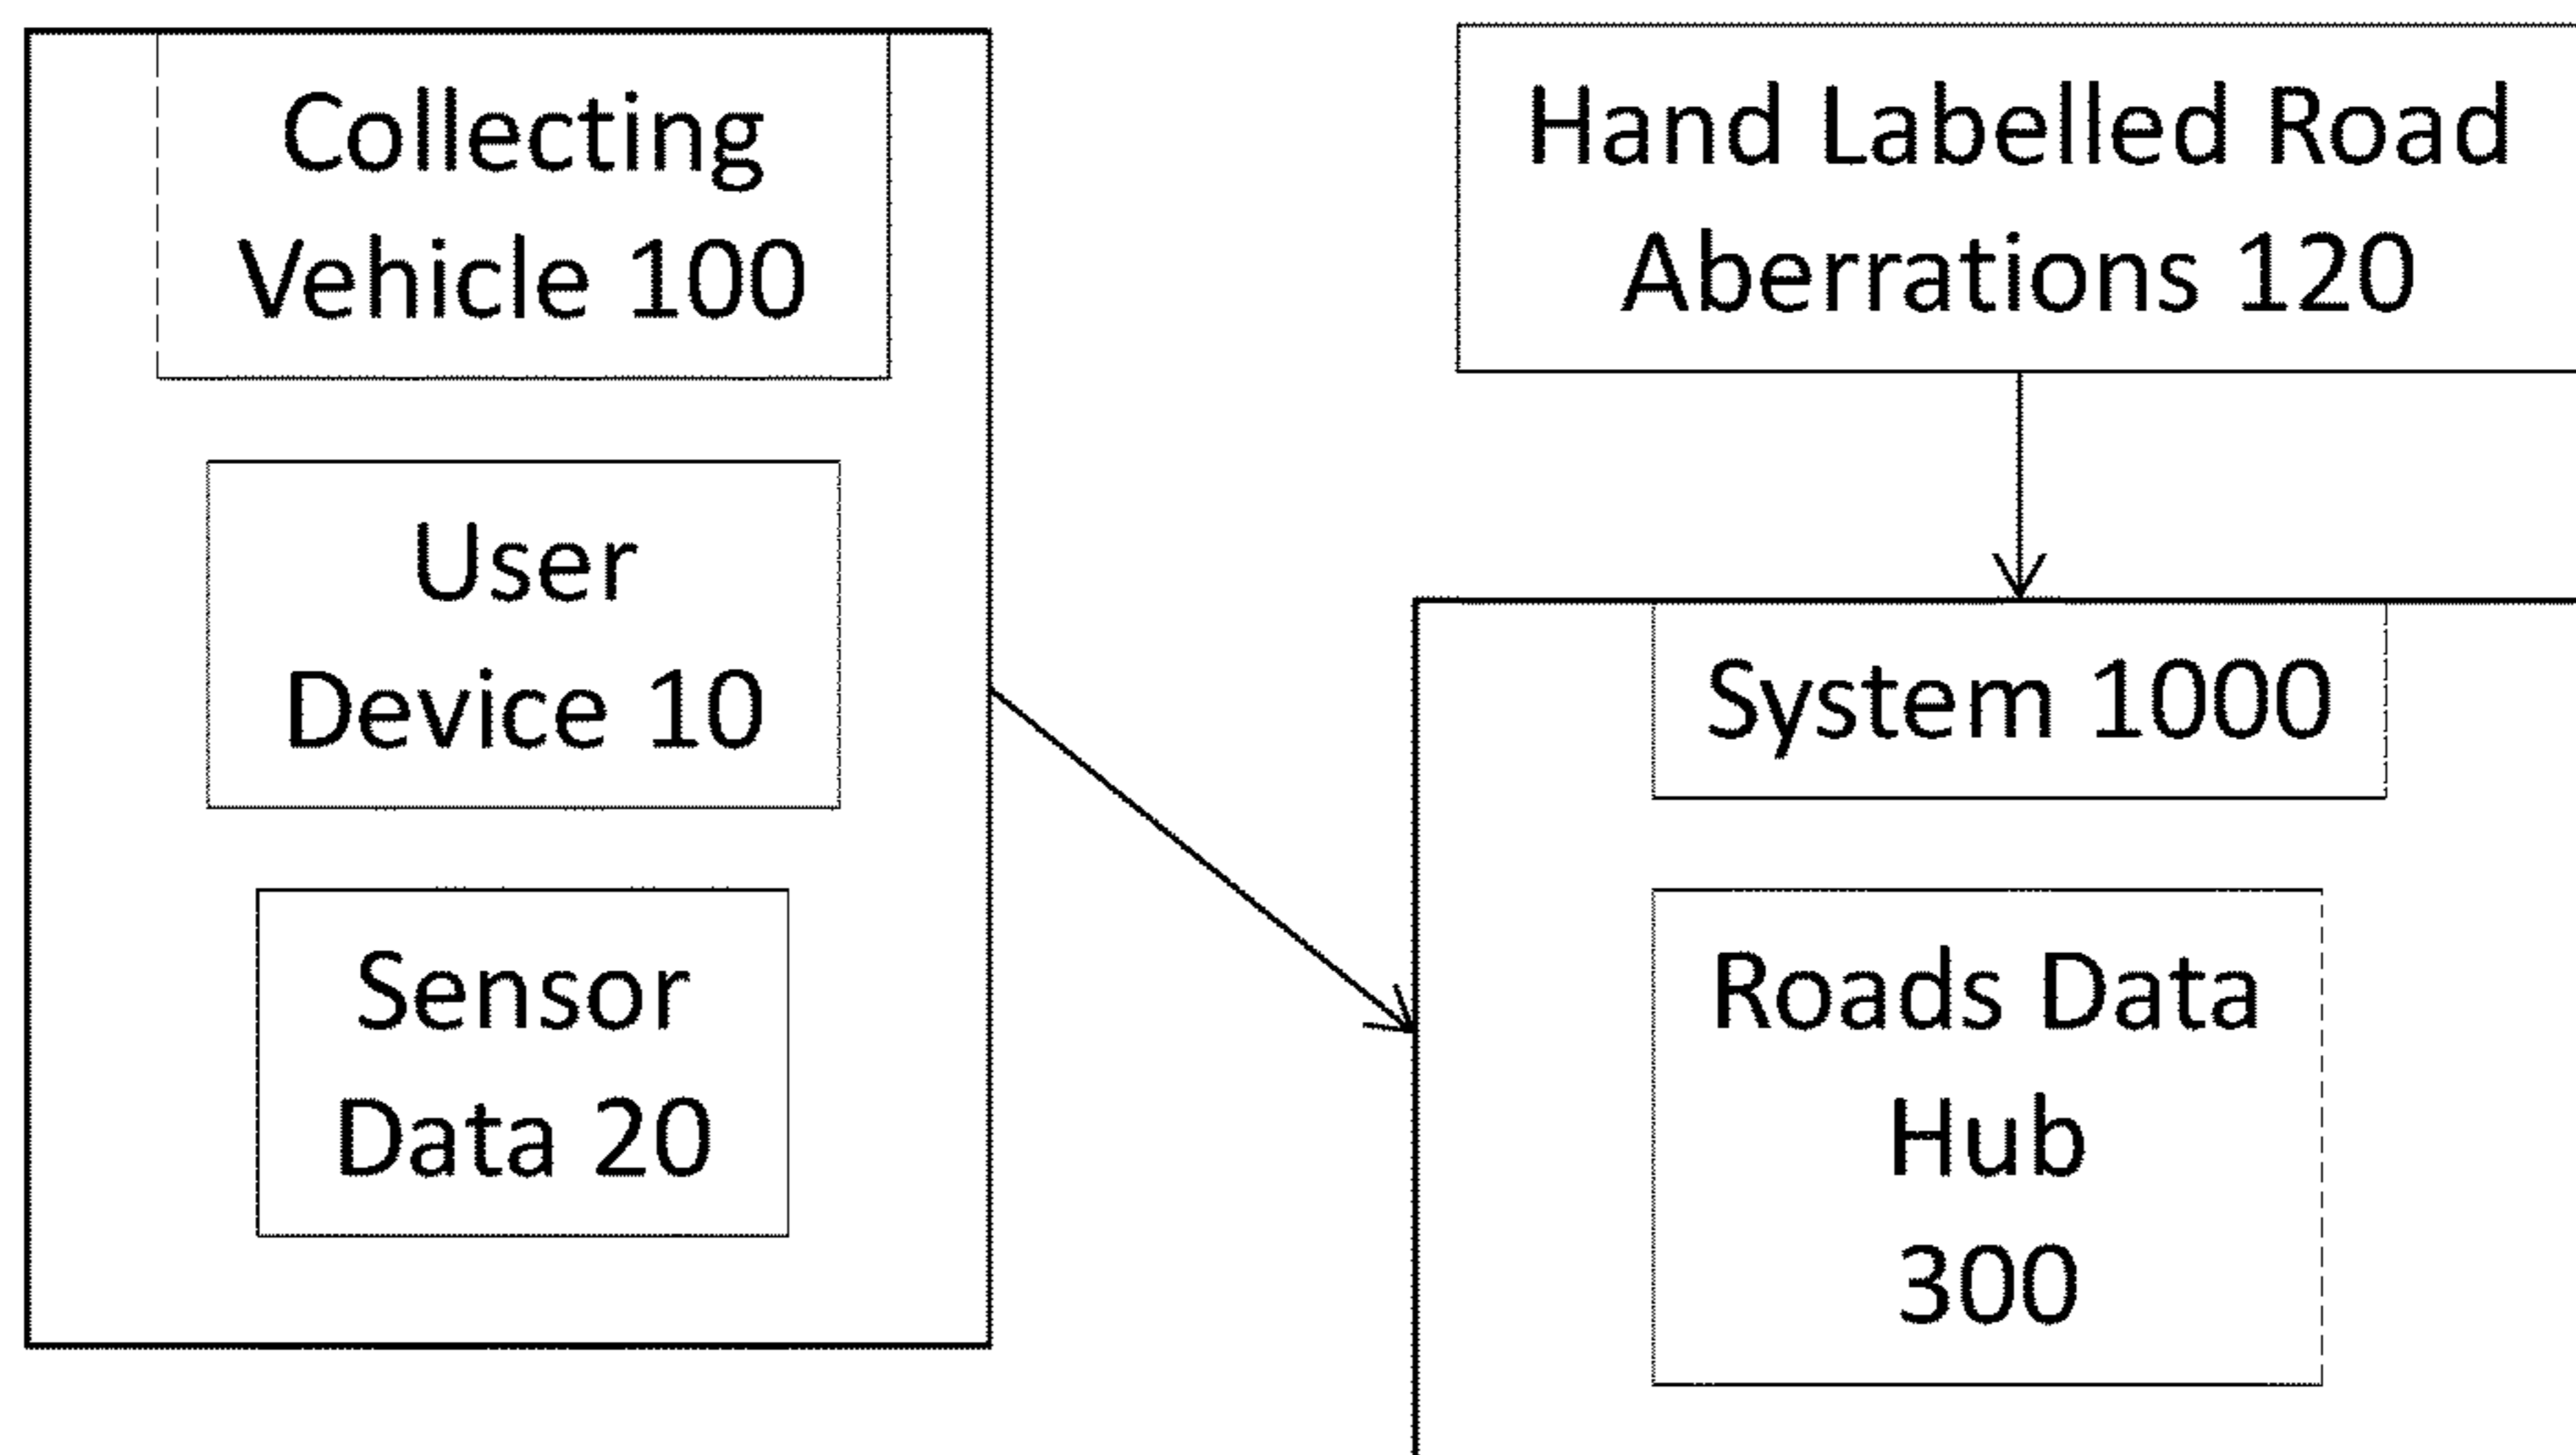 Collecting
Vehicle 100
User
Device 10
Sensor
Data 20
Hand Labelled Road
Aberrations 120
System 1000
Roads Data
Hub
300